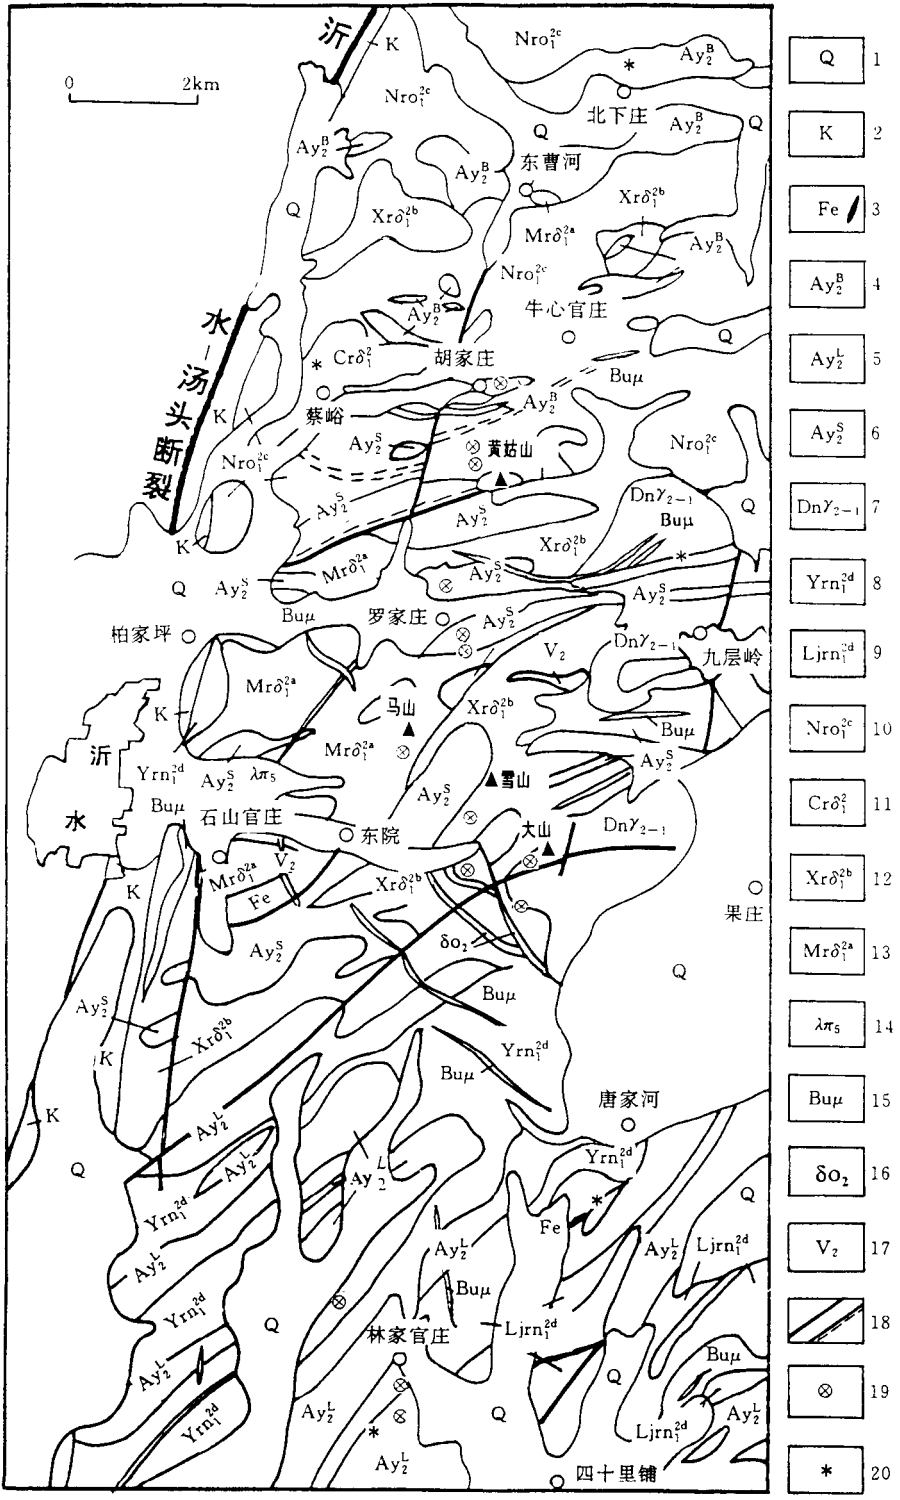 沂
K
Nro₁²ᶜ
Ay₂ᴮ
*
0 2km
Nro₁²ᶜ
北下庄
Ay₂ᴮ
Q
Q
Ay₂ᴮ
东曹河
Ay₂ᴮ
Xrδ₁²ᵇ
Q
Xrδ₁²ᵇ
Mrδ₁²ᵃ
Ay₂ᴮ
Nro₁²ᶜ
水
Ay₂ᴮ
牛心官庄
Q
汤
*
Crδ₁²
胡家庄
Buμ
头
K
蔡峪
Ay₂ᴮ
断
Ay₂ˢ
黄姑山
Nro₁²ᶜ
裂
Nro₁²ᶜ
Dnγ₂₋₁
Ay₂ˢ
Ay₂ˢ
Buμ
Q
K
Xrδ₁²ᵇ
*
Q
Ay₂ˢ
Mrδ₁²ᵃ
Ay₂ˢ
Ay₂ˢ
Buμ
罗家庄
Ay₂ˢ
柏家坪
V₂
Dnγ₂₋₁
九层岭
Mrδ₁²ᵃ
K
马山
Xrδ₁²ᵇ
Buμ
沂
Mrδ₁²ᵃ
Ay₂ˢ
Yrn₁²ᵈ
Ay₂ˢ
λπ₅
Ay₂ˢ
雪山
Buμ
水
石山官庄
东院
大山
Dnγ₂₋₁
V₂
K
Mrδ₁²ᵃ
Fe
Xrδ₁²ᵇ
果庄
Ay₂ˢ
δo₂
Q
Buμ
Ay₂ˢ
Xrδ₁²ᵇ
K
Yrn₁²ᵈ
Buμ
K
唐家河
Ay₂ᴸ
Q
Ay₂ᴸ
Ay₂ᴸ
Yrn₁²ᵈ
*
Q
Yrn₁²ᵈ
Fe
Ay₂ᴸ
Ay₂ᴸ
Ljrn₁²ᵈ
Ay₂ᴸ
Buμ
Yrn₁²ᵈ
Q
林家官庄
Ljrn₁²ᵈ
Buμ
Ay₂ᴸ
Q
Yrn₁²ᵈ
Ay₂ᴸ
Q
Ay₂ᴸ
*
Ljrn₁²ᵈ
Ay₂ᴸ
四十里铺
Q 1
K 2
Fe 3
Ay₂ᴮ 4
Ay₂ᴸ 5
Ay₂ˢ 6
Dnγ₂₋₁ 7
Yrn₁²ᵈ 8
Ljrn₁²ᵈ 9
Nro₁²ᶜ 10
Crδ₁² 11
Xrδ₁²ᵇ 12
Mrδ₁²ᵃ 13
λπ₅ 14
Buμ 15
δo₂ 16
V₂ 17
18
⊗ 19
* 20